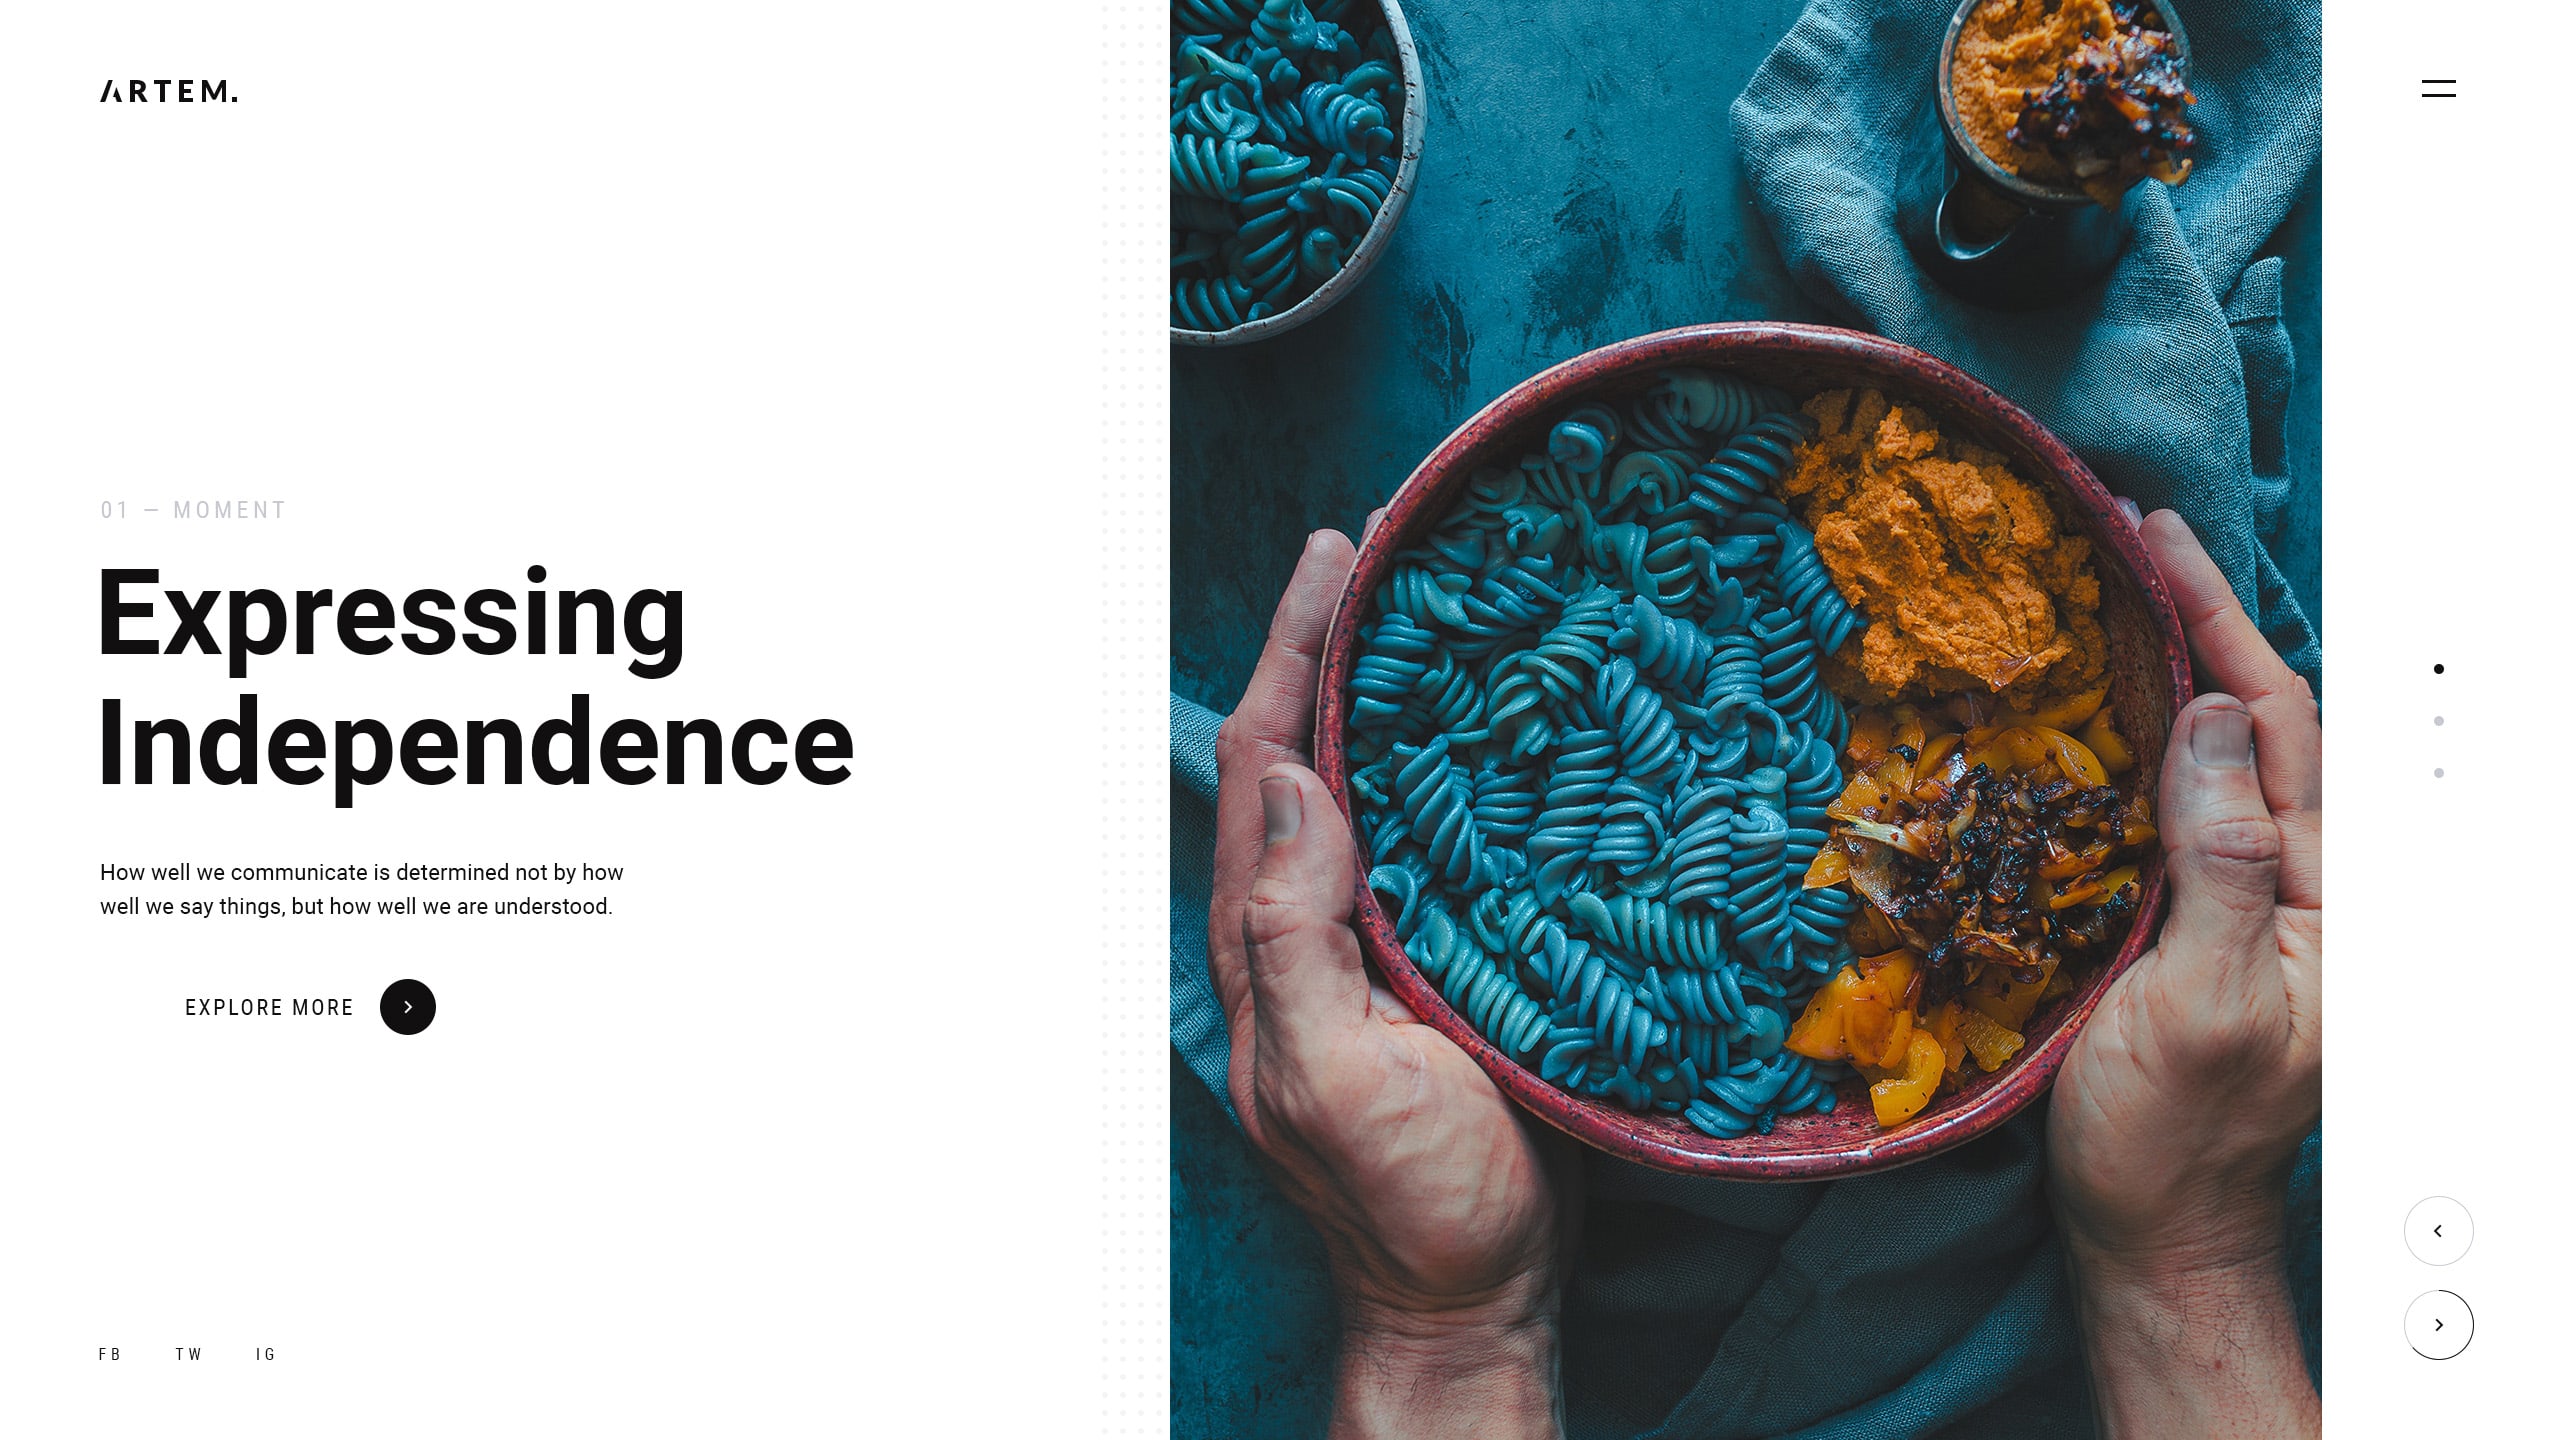 ARTEM.
01 — MOMENT
Expressing
Independence
How well we communicate is determined not by how
well we say things, but how well we are understood.
EXPLORE MORE
FB TW IG